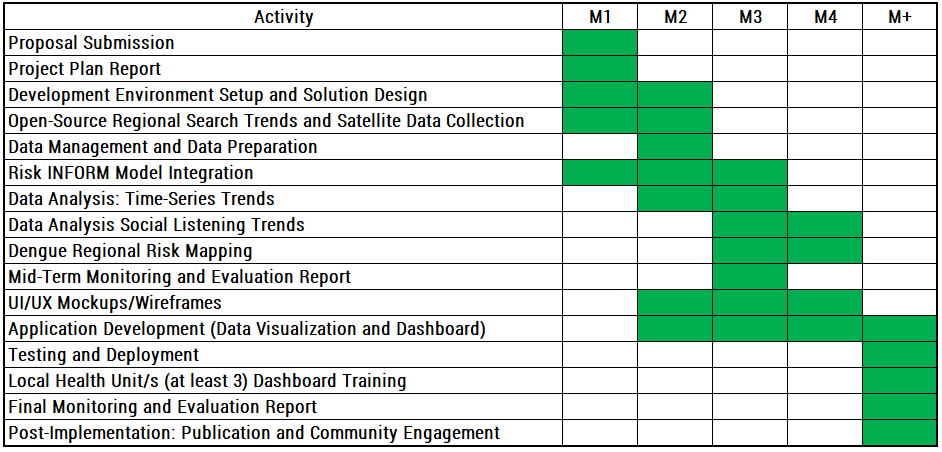 Activity M1 M2 M3 M4 M+
Proposal Submission
Project Plan Report
Development Environment Setup and Solution Design
Open-Source Regional Search Trends and Satellite Data Collection
Data Management and Data Preparation
Risk INFORM Model Integration
Data Analysis: Time-Series Trends
Data Analysis Social Listening Trends
Dengue Regional Risk Mapping
Mid-Term Monitoring and Evaluation Report
UI/UX Mockups/Wireframes
Application Development (Data Visualization and Dashboard)
Testing and Deployment
Local Health Unit/s (at least 3) Dashboard Training
Final Monitoring and Evaluation Report
Post-Implementation: Publication and Community Engagement